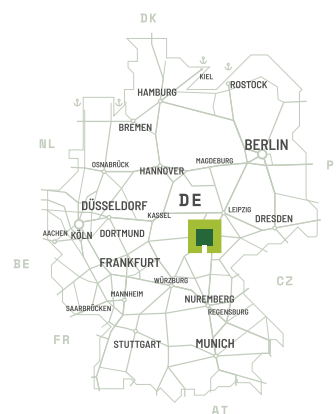 DK
KIEL
ROSTOCK
HAMBURG
BREMEN
NL
BERLIN
OSNABRÜCK
HANNOVER
MAGDEBURG
P
DE
DÜSSELDORF
KASSEL
LEIPZIG
DRESDEN
AACHEN
KÖLN
DORTMUND
BE
FRANKFURT
CZ
WÜRZBURG
MANNHEIM
NUREMBERG
SAARBRÜCKEN
REGENSBURG
FR
STUTTGART
MUNICH
AT